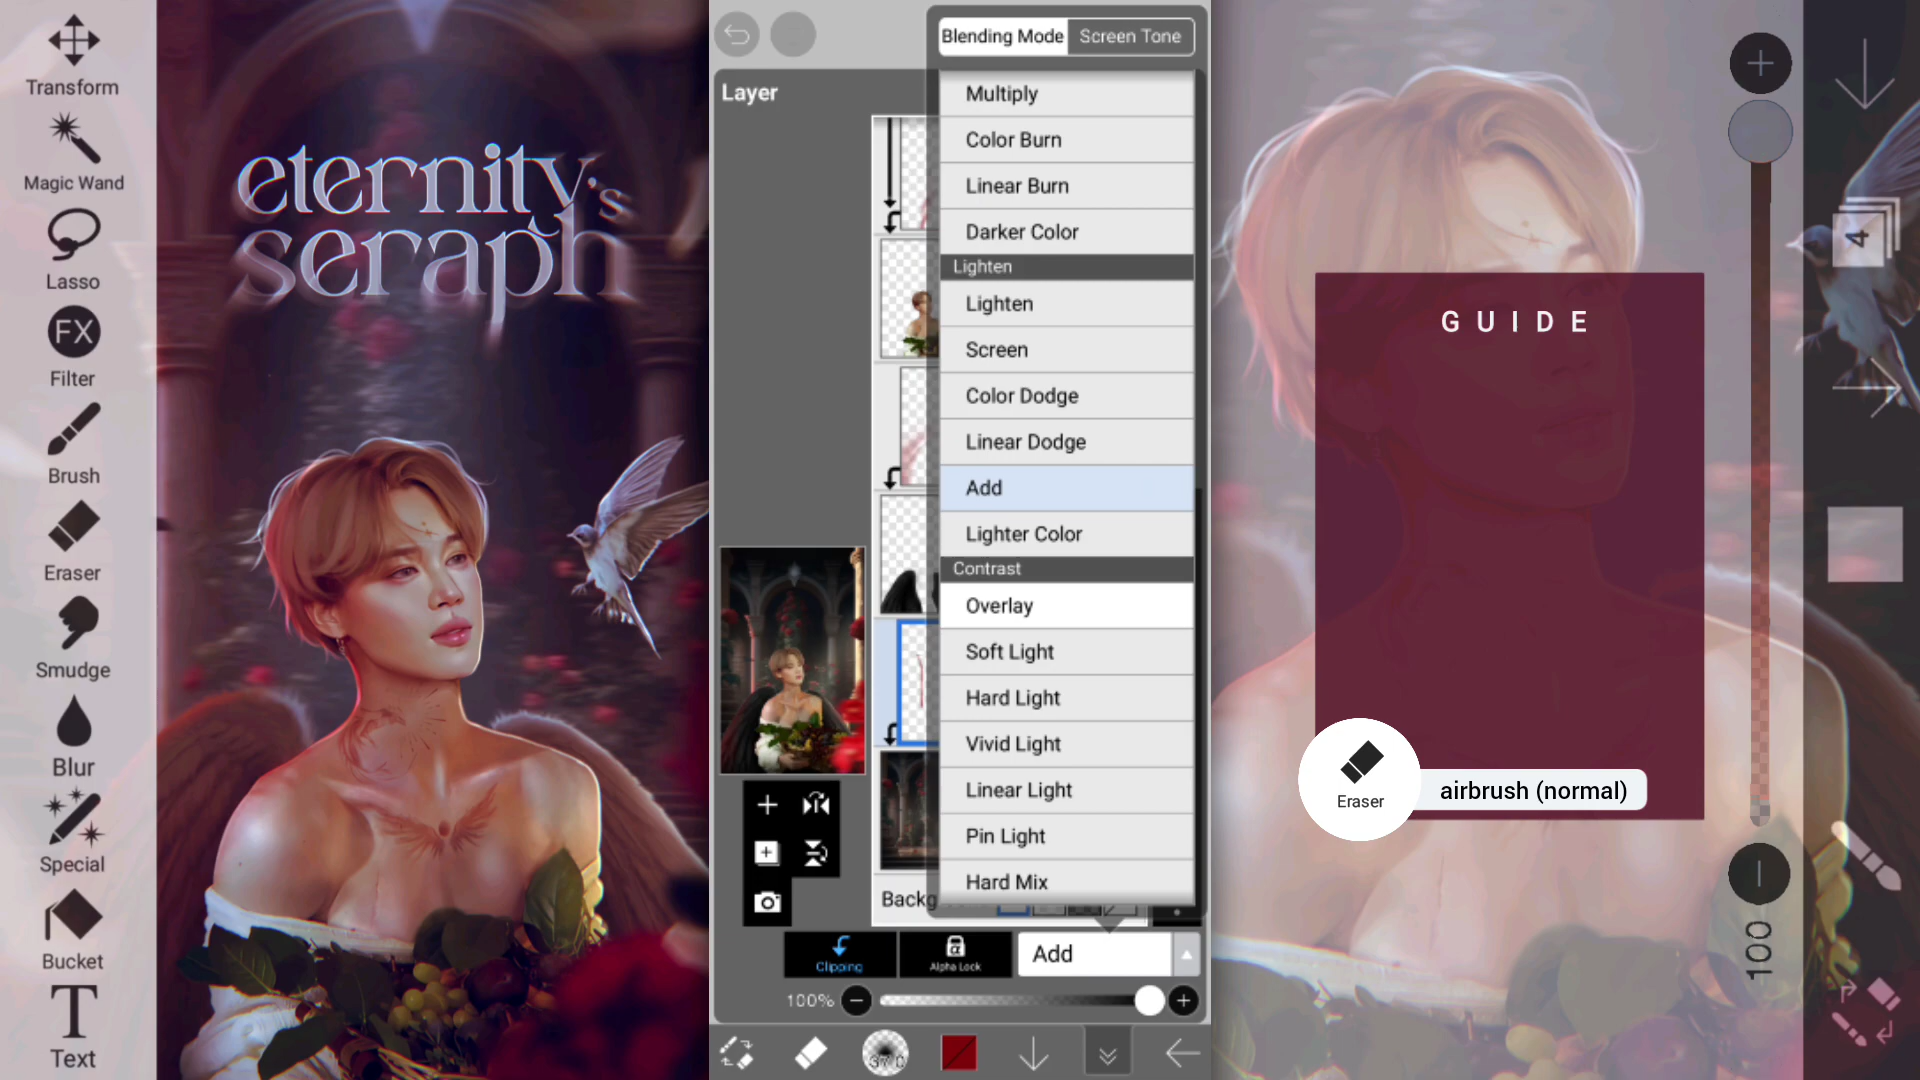 Transform
Magic Wand
Lasso
FX
Filter
Brush
Eraser
Smudge
Blur
Special
Bucket
T
Text
eternity's
seraph
Blending Mode
Screen Tone
Layer
Multiply
Color Burn
Linear Burn
Darker Color
Lighten
Lighten
Screen
Color Dodge
Linear Dodge
Add
Lighter Color
Contrast
Overlay
Soft Light
Hard Light
Vivid Light
Linear Light
Pin Light
Hard Mix
Backg
Clipping
Alpha Lock
Add
100%
GUIDE
Eraser
airbrush (normal)
4
100